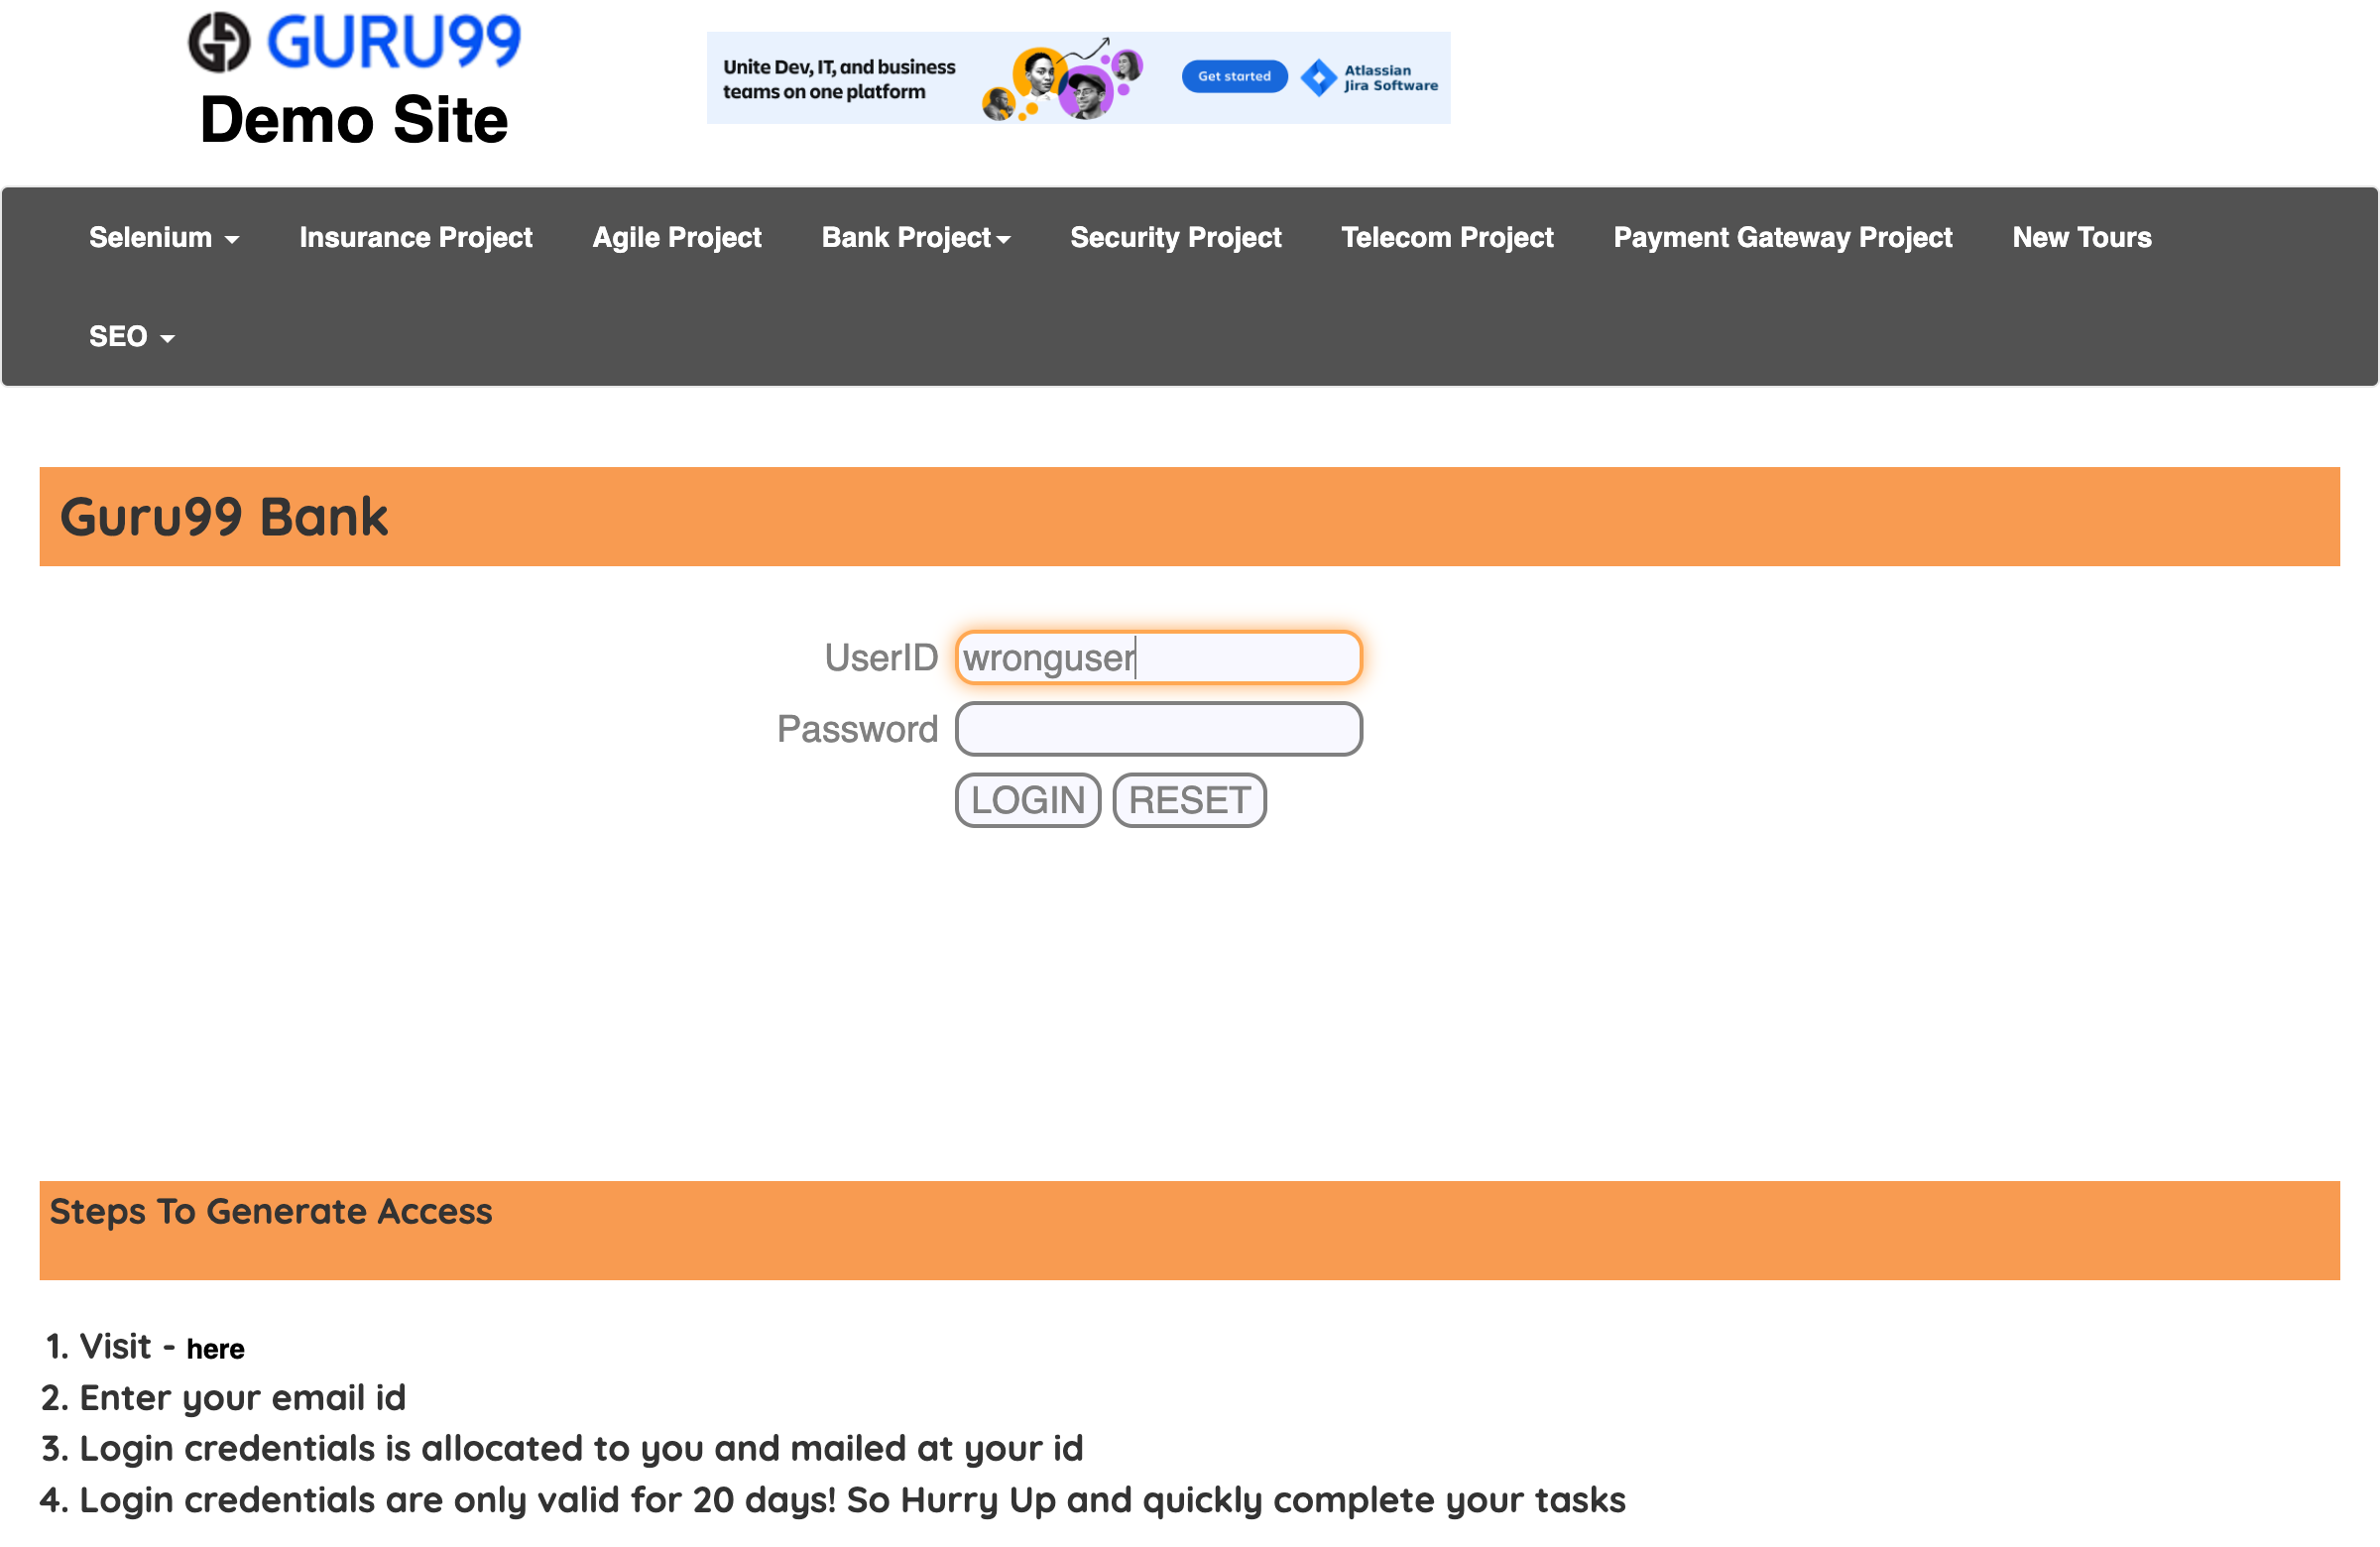 GURU99
Demo Site
Unite Dev, IT, and business
teams on one platform
Get started
Atlassian
Jira Software
Selenium
Insurance Project
Agile Project
Bank Project
Security Project
Telecom Project
Payment Gateway Project
New Tours
SEO
Guru99 Bank
UserID wronguser
Password
LOGIN RESET
Steps To Generate Access
1. Visit - here
2. Enter your email id
3. Login credentials is allocated to you and mailed at your id
4. Login credentials are only valid for 20 days! So Hurry Up and quickly complete your tasks